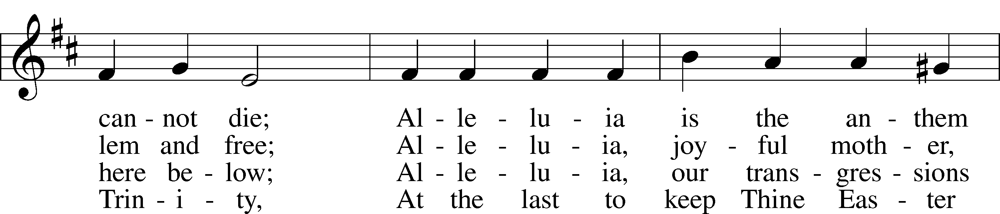 can - not die; Al - le - lu - ia is the an - them
lem and free; Al - le - lu - ia, joy - ful moth - er,
here be - low; Al - le - lu - ia, our trans - gres - sions
Trin - i - ty, At the last to keep Thine Eas - ter